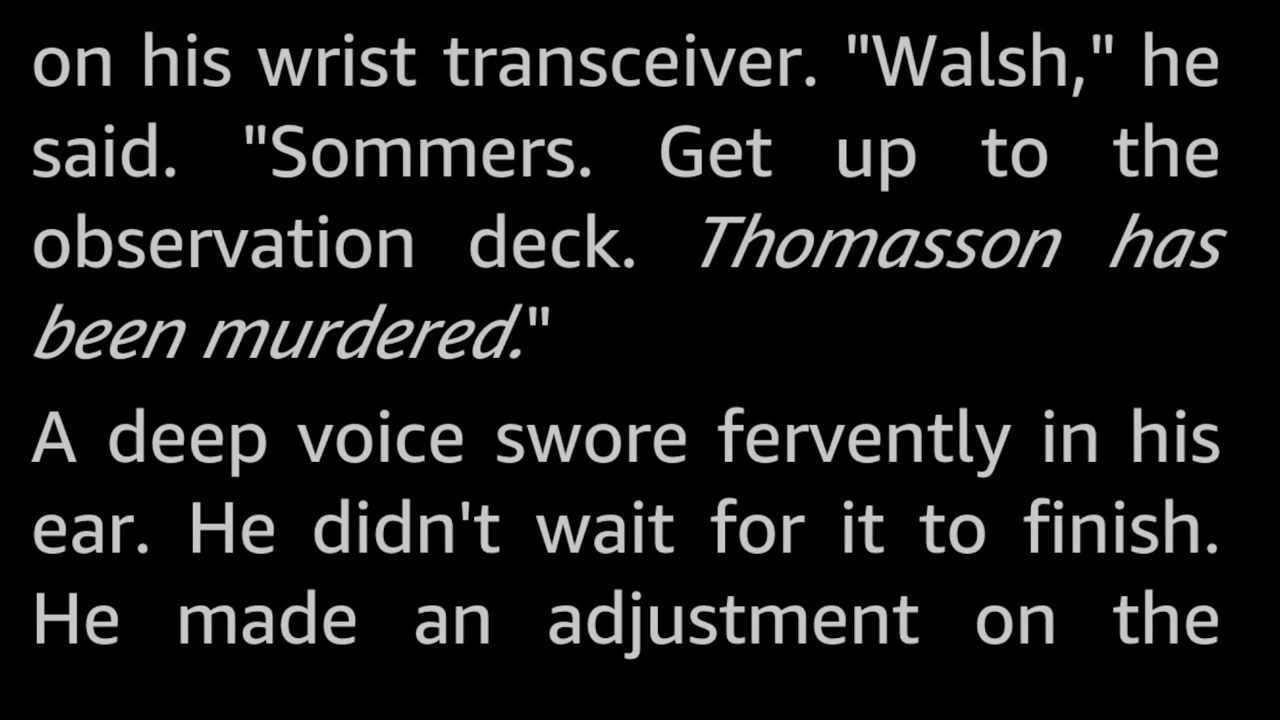 on his wrist transceiver. "Walsh," he
said. "Sommers. Get up to the
observation deck. Thomasson has
been murdered."
A deep voice swore fervently in his
ear. He didn't wait for it to finish.
He made an adjustment on the